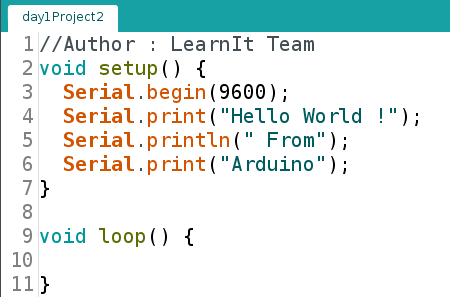 day1Project2
1 //Author : LearnIt Team
2 void setup() {
3   Serial.begin(9600);
4   Serial.print("Hello World !");
5   Serial.println(" From");
6   Serial.print("Arduino");
7 }
8
9 void loop() {
10
11 }